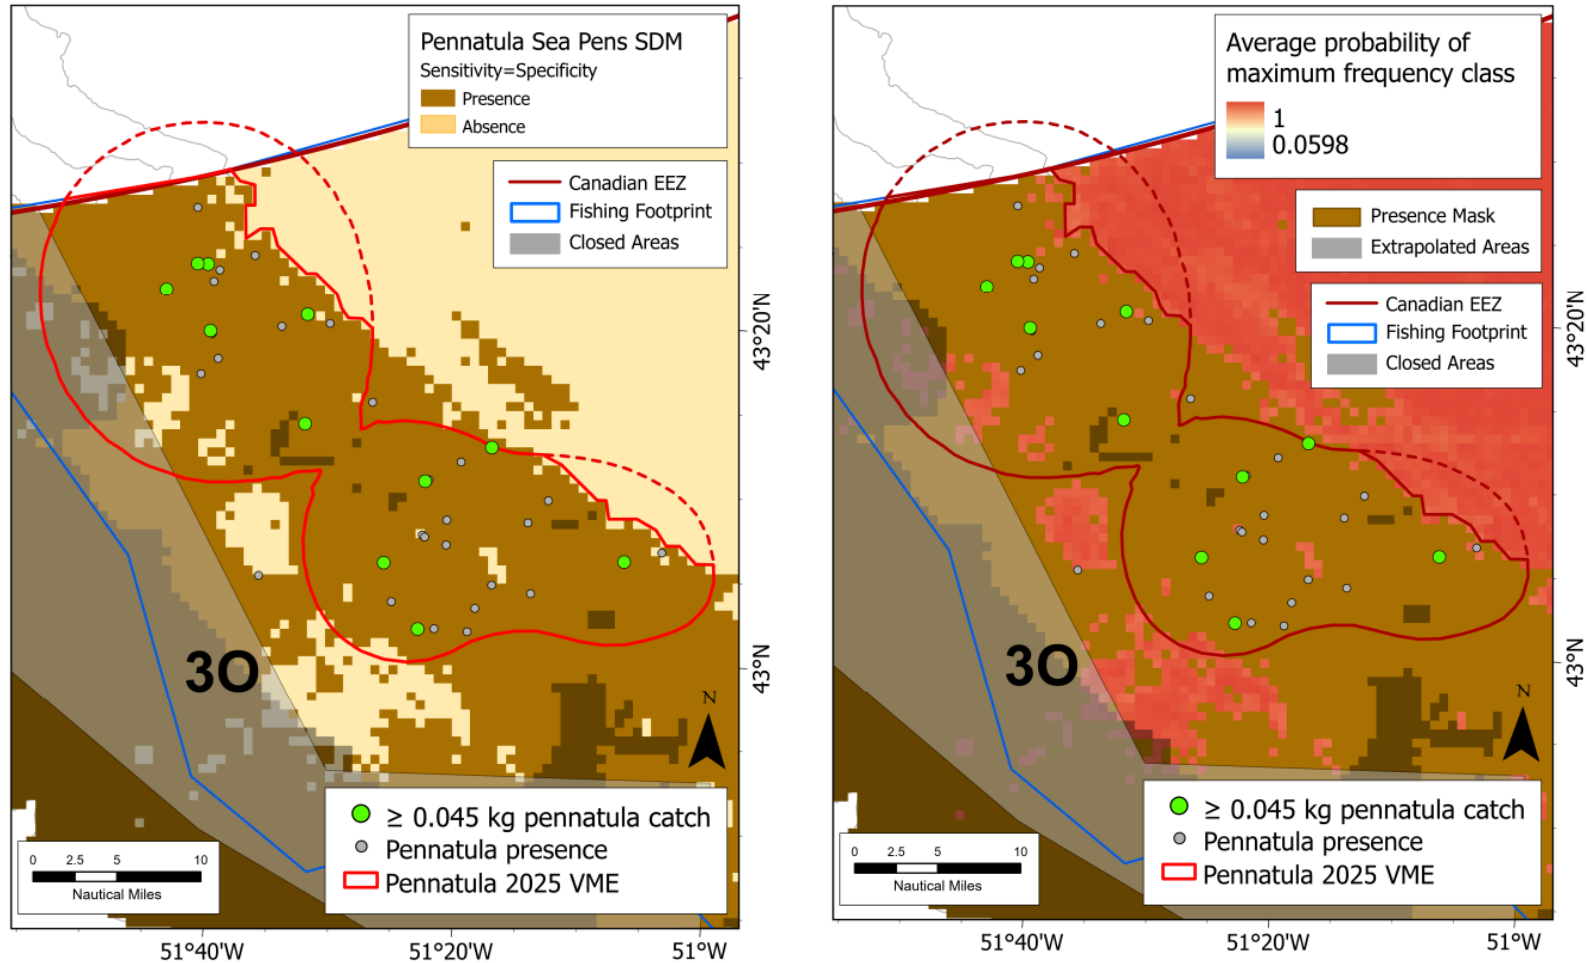 Pennatula Sea Pens SDM
Sensitivity=Specificity
Presence
Absence
Canadian EEZ
Fishing Footprint
Closed Areas
43°20'N
43°N
3O
N
≥ 0.045 kg pennatula catch
Pennatula presence
Pennatula 2025 VME
0 2.5 5 10
Nautical Miles
51°40'W 51°20'W 51°W
Average probability of
maximum frequency class
1
0.0598
Presence Mask
Extrapolated Areas
Canadian EEZ
Fishing Footprint
Closed Areas
43°20'N
43°N
3O
N
≥ 0.045 kg pennatula catch
Pennatula presence
Pennatula 2025 VME
0 2.5 5 10
Nautical Miles
51°40'W 51°20'W 51°W